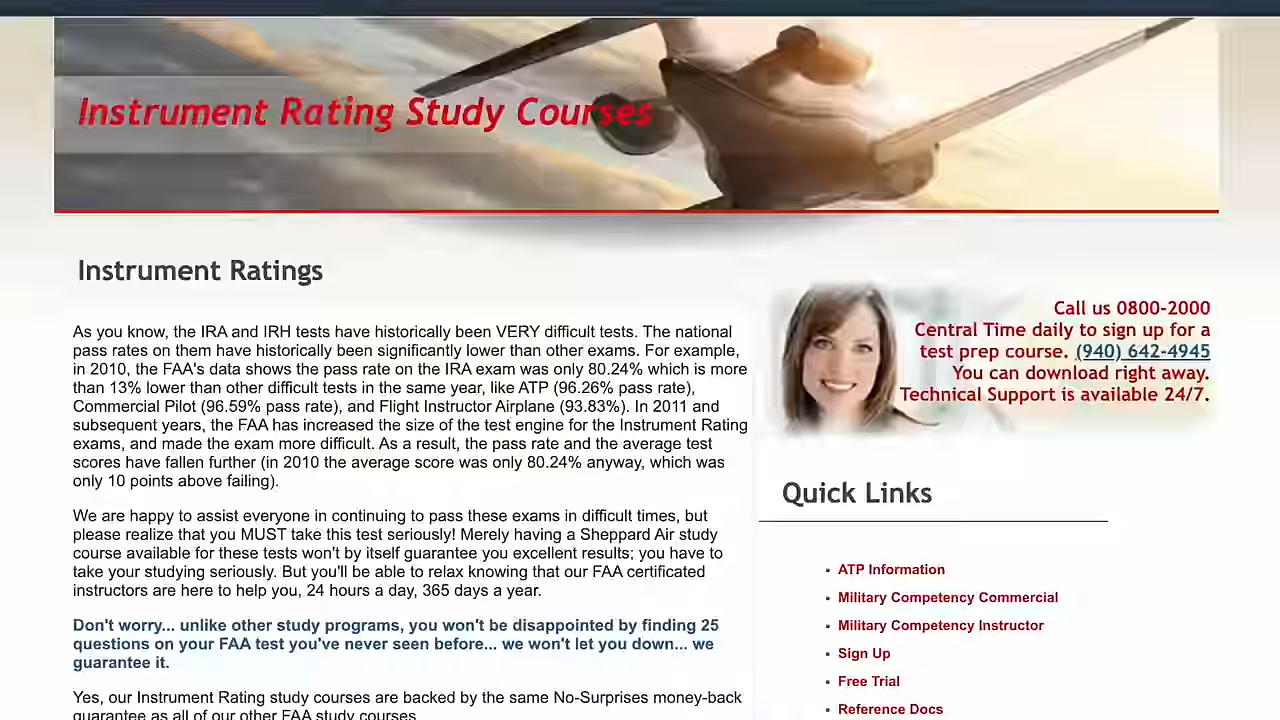 Instrument Rating Study Courses
Instrument Ratings
As you know, the IRA and IRH tests have historically been VERY difficult tests. The national
pass rates on them have historically been significantly lower than other exams. For example,
in 2010, the FAA's data shows the pass rate on the IRA exam was only 80.24% which is more
than 13% lower than other difficult tests in the same year, like ATP (96.26% pass rate),
Commercial Pilot (96.59% pass rate), and Flight Instructor Airplane (93.83%). In 2011 and
subsequent years, the FAA has increased the size of the test engine for the Instrument Rating
exams, and made the exam more difficult. As a result, the pass rate and the average test
scores have fallen further (in 2010 the average score was only 80.24% anyway, which was
only 10 points above failing).
We are happy to assist everyone in continuing to pass these exams in difficult times, but
please realize that you MUST take this test seriously! Merely having a Sheppard Air study
course available for these tests won't by itself guarantee you excellent results; you have to
take your studying seriously. But you'll be able to relax knowing that our FAA certificated
instructors are here to help you, 24 hours a day, 365 days a year.
Don't worry... unlike other study programs, you won't be disappointed by finding 25
questions on your FAA test you've never seen before... we won't let you down... we
guarantee it.
Yes, our Instrument Rating study courses are backed by the same No-Surprises money-back
guarantee as all of our other FAA study courses
Call us 0800-2000
Central Time daily to sign up for a
test prep course. (940) 642-4945
You can download right away.
Technical Support is available 24/7.
Quick Links
• ATP Information
• Military Competency Commercial
• Military Competency Instructor
• Sign Up
• Free Trial
• Reference Docs